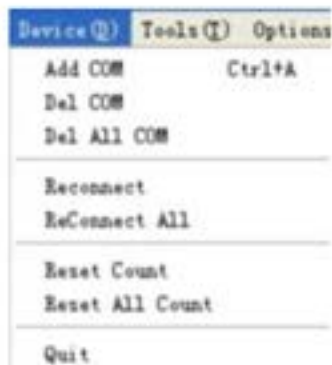 Device(D) Tools(T) Options
Add COM Ctrl+A
Del COM
Del All COM
Reconnect
ReConnect All
Reset Count
Reset All Count
Quit